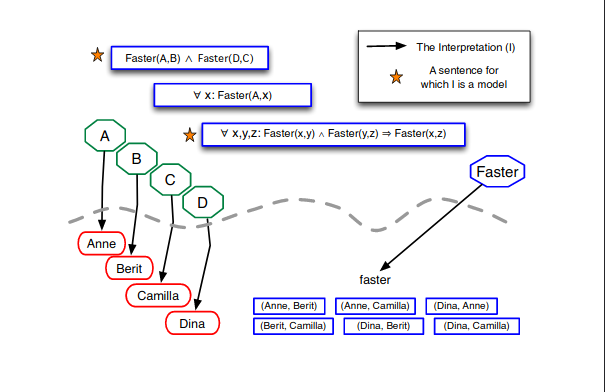 Faster(A,B) ∧ Faster(D,C)
The Interpretation (I)
A sentence for
which I is a model
∀ x: Faster(A,x)
∀ x,y,z: Faster(x,y) ∧ Faster(y,z) ⇒ Faster(x,z)
A
B
C
D
Faster
Anne
Berit
Camilla
Dina
faster
(Anne, Berit) (Anne, Camilla) (Dina, Anne)
(Berit, Camilla) (Dina, Berit) (Dina, Camilla)